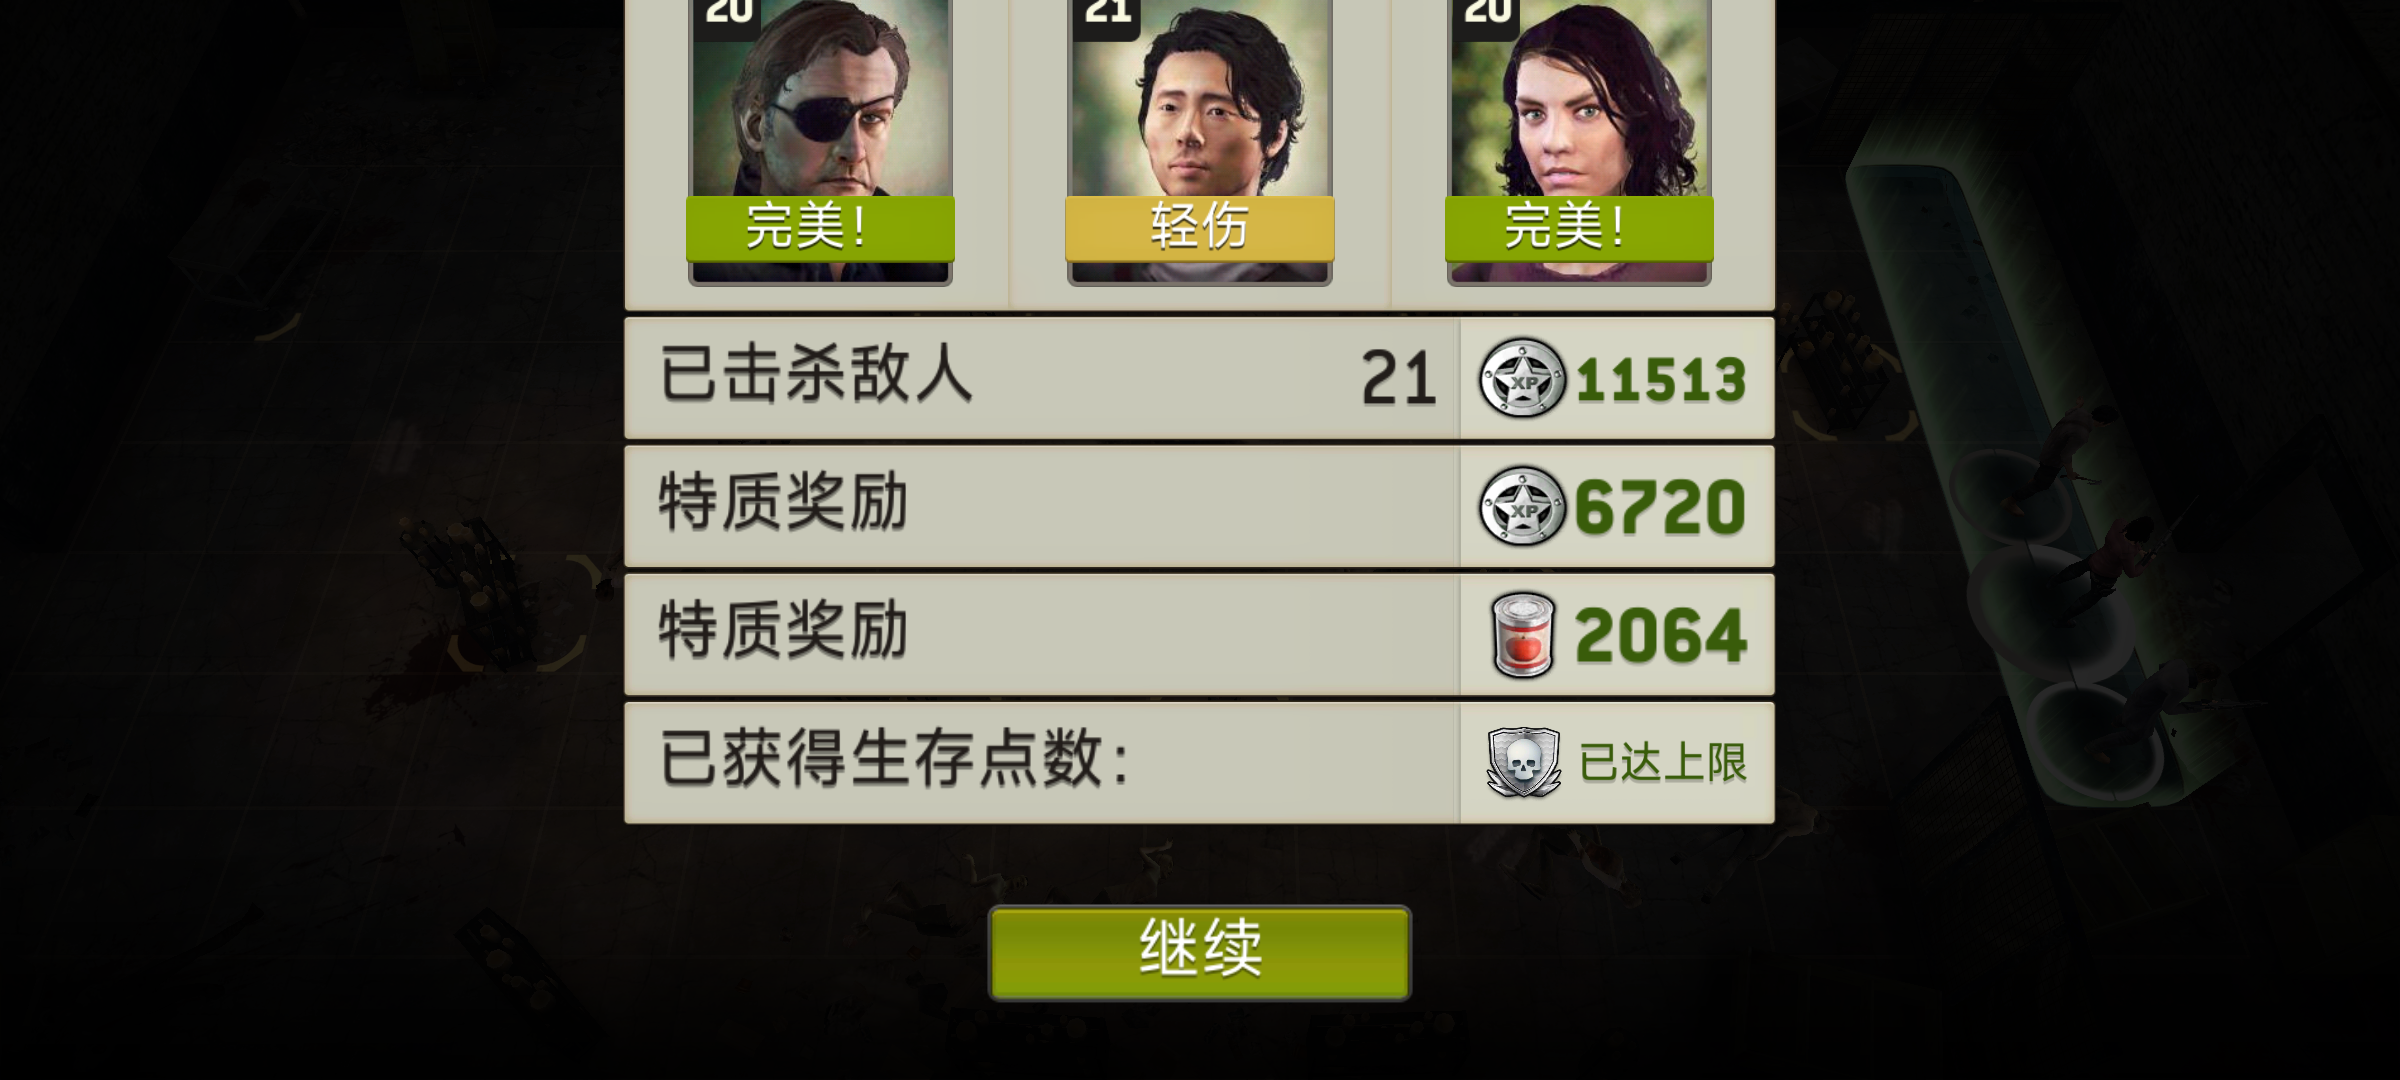 20 21 20
完美! 轻伤 完美!
已击杀敌人 21 XP 11513
特质奖励 XP 6720
特质奖励 2064
已获得生存点数: 已达上限
继续